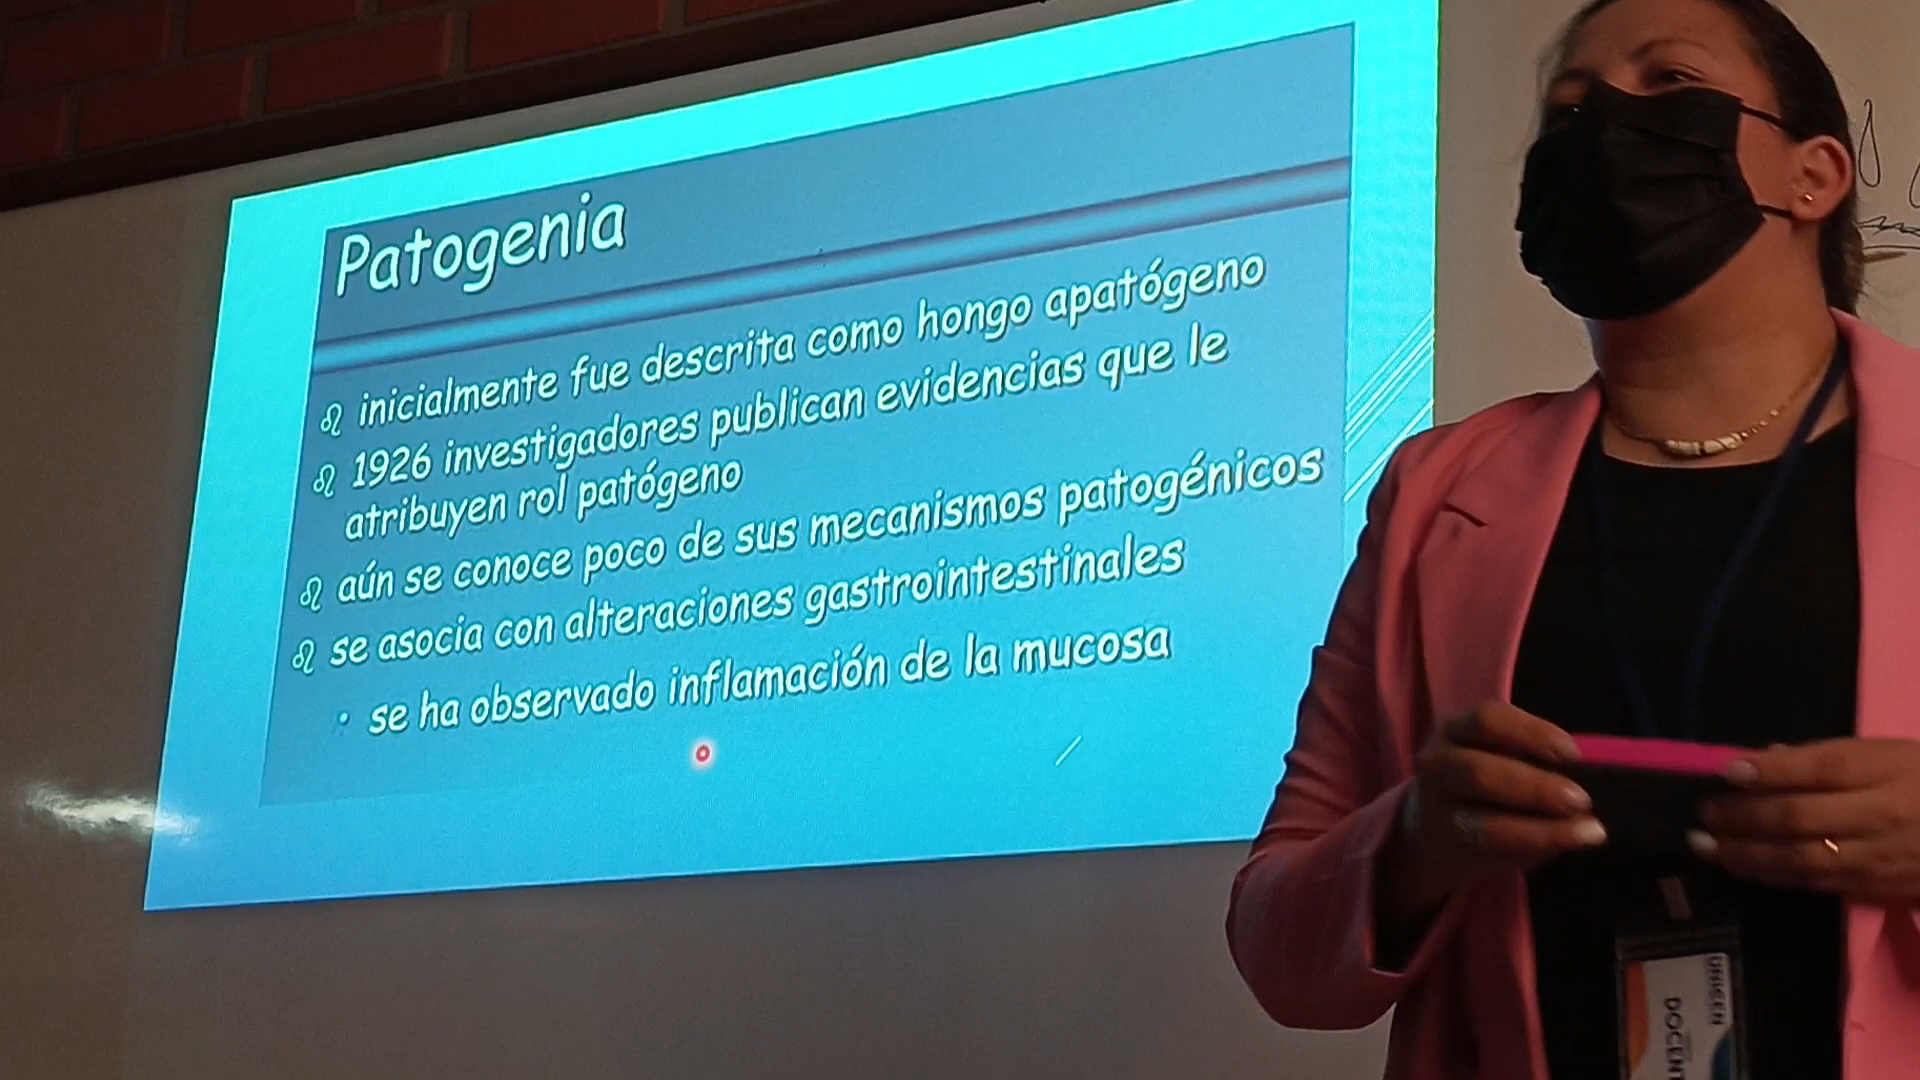 Patogenia
inicialmente fue descrita como hongo apatógeno
1926 investigadores publican evidencias que le
atribuyen rol patógeno
aún se conoce poco de sus mecanismos patogénicos
se asocia con alteraciones gastrointestinales
• se ha observado inflamación de la mucosa
DOCENT